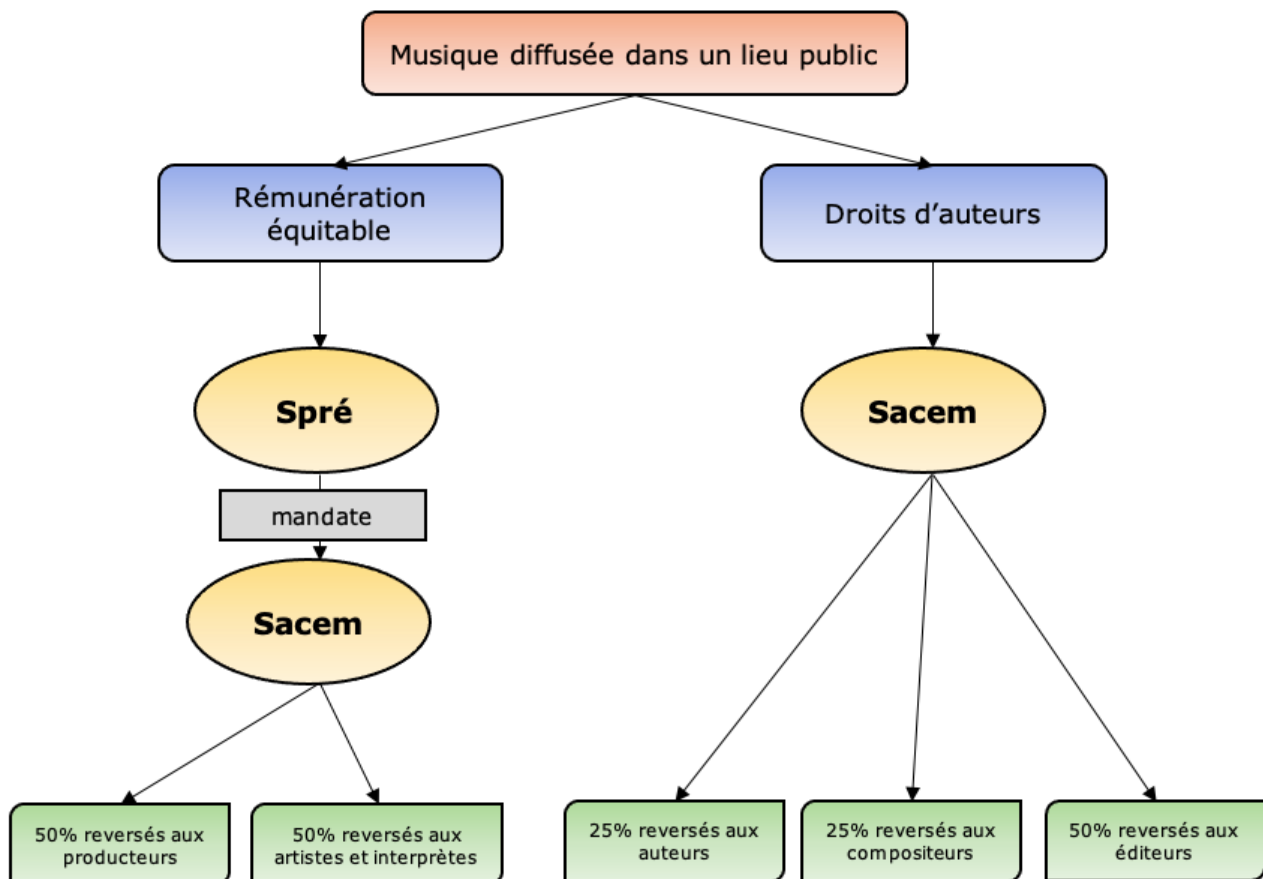 Musique diffusée dans un lieu public
Rémunération
équitable
Droits d’auteurs
Spré
Sacem
mandate
Sacem
50% reversés aux
producteurs
50% reversés aux
artistes et interprètes
25% reversés aux
auteurs
25% reversés aux
compositeurs
50% reversés aux
éditeurs